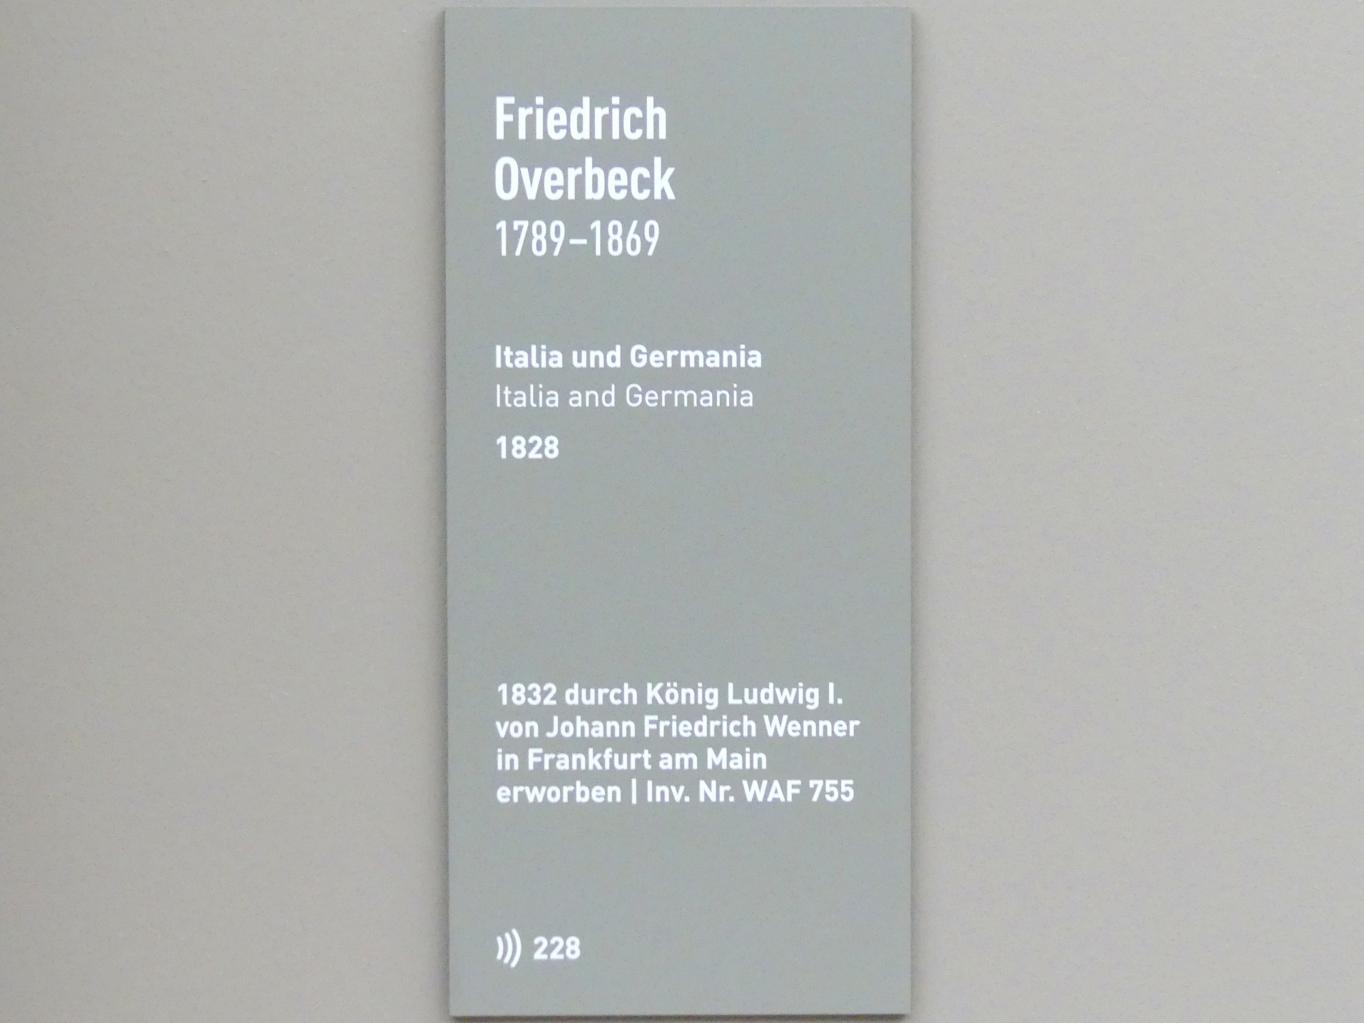 Friedrich
Overbeck
1789–1869
Italia und Germania
Italia and Germania
1828
1832 durch König Ludwig I.
von Johann Friedrich Wenner
in Frankfurt am Main
erworben | Inv. Nr. WAF 755
228